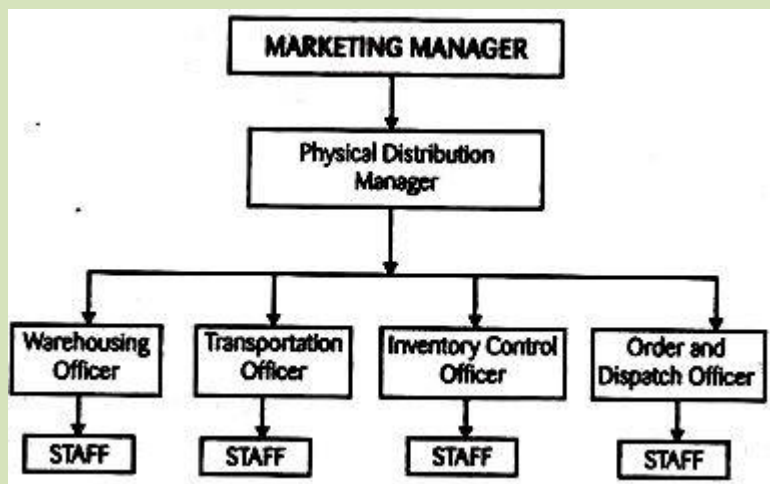 MARKETING MANAGER
Physical Distribution
Manager
Warehousing
Officer
Transportation
Officer
Inventory Control
Officer
Order and
Dispatch Officer
STAFF
STAFF
STAFF
STAFF